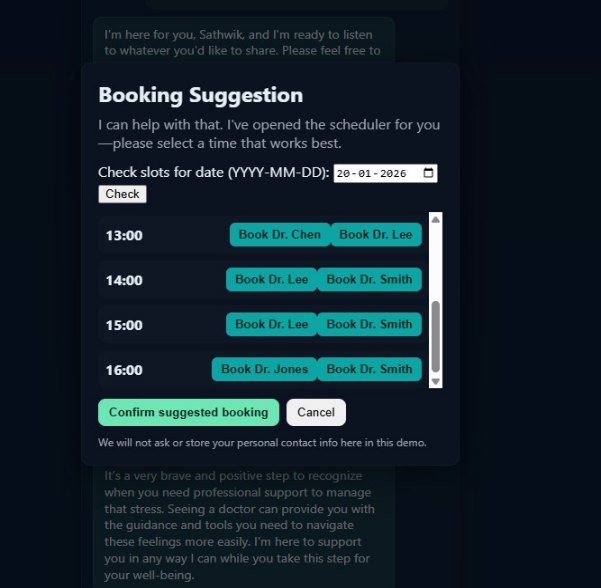 I'm here for you, Sathwik, and I'm ready to listen
to whatever you'd like to share. Please feel free to
Booking Suggestion
I can help with that. I've opened the scheduler for you
—please select a time that works best.
Check slots for date (YYYY-MM-DD): 20-01-2026
Check
13:00 Book Dr. Chen Book Dr. Lee
14:00 Book Dr. Lee Book Dr. Smith
15:00 Book Dr. Lee Book Dr. Smith
16:00 Book Dr. Jones Book Dr. Smith
Confirm suggested booking Cancel
We will not ask or store your personal contact info here in this demo.
It's a very brave and positive step to recognize
when you need professional support to manage
that stress. Seeing a doctor can provide you with
the guidance and tools you need to navigate
these feelings more easily. I'm here to support
you in any way I can while you take this step for
your well-being.